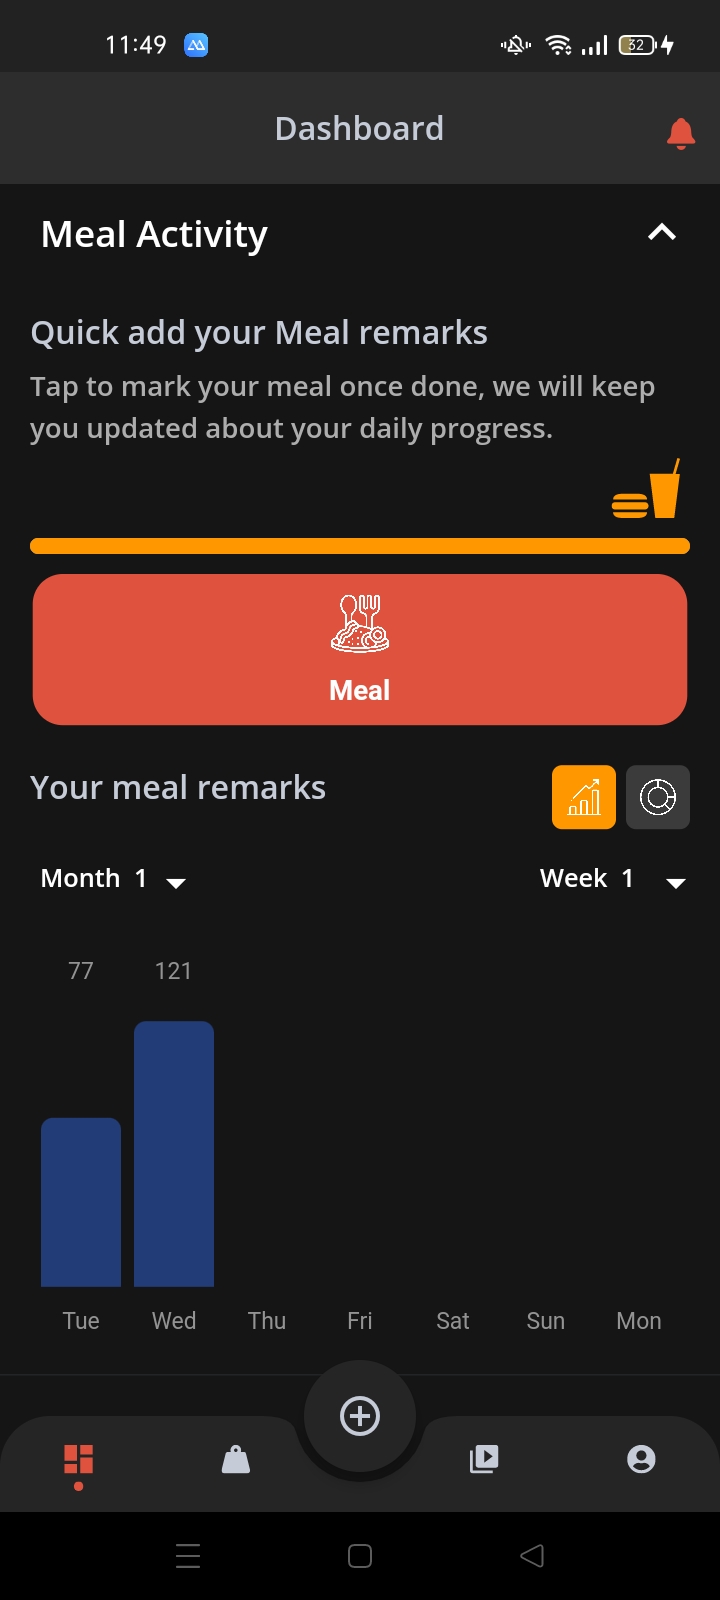 11:49
32
Dashboard
Meal Activity
Quick add your Meal remarks
Tap to mark your meal once done, we will keep
you updated about your daily progress.
Meal
Your meal remarks
Month 1 Week 1
77 121
Tue Wed Thu Fri Sat Sun Mon